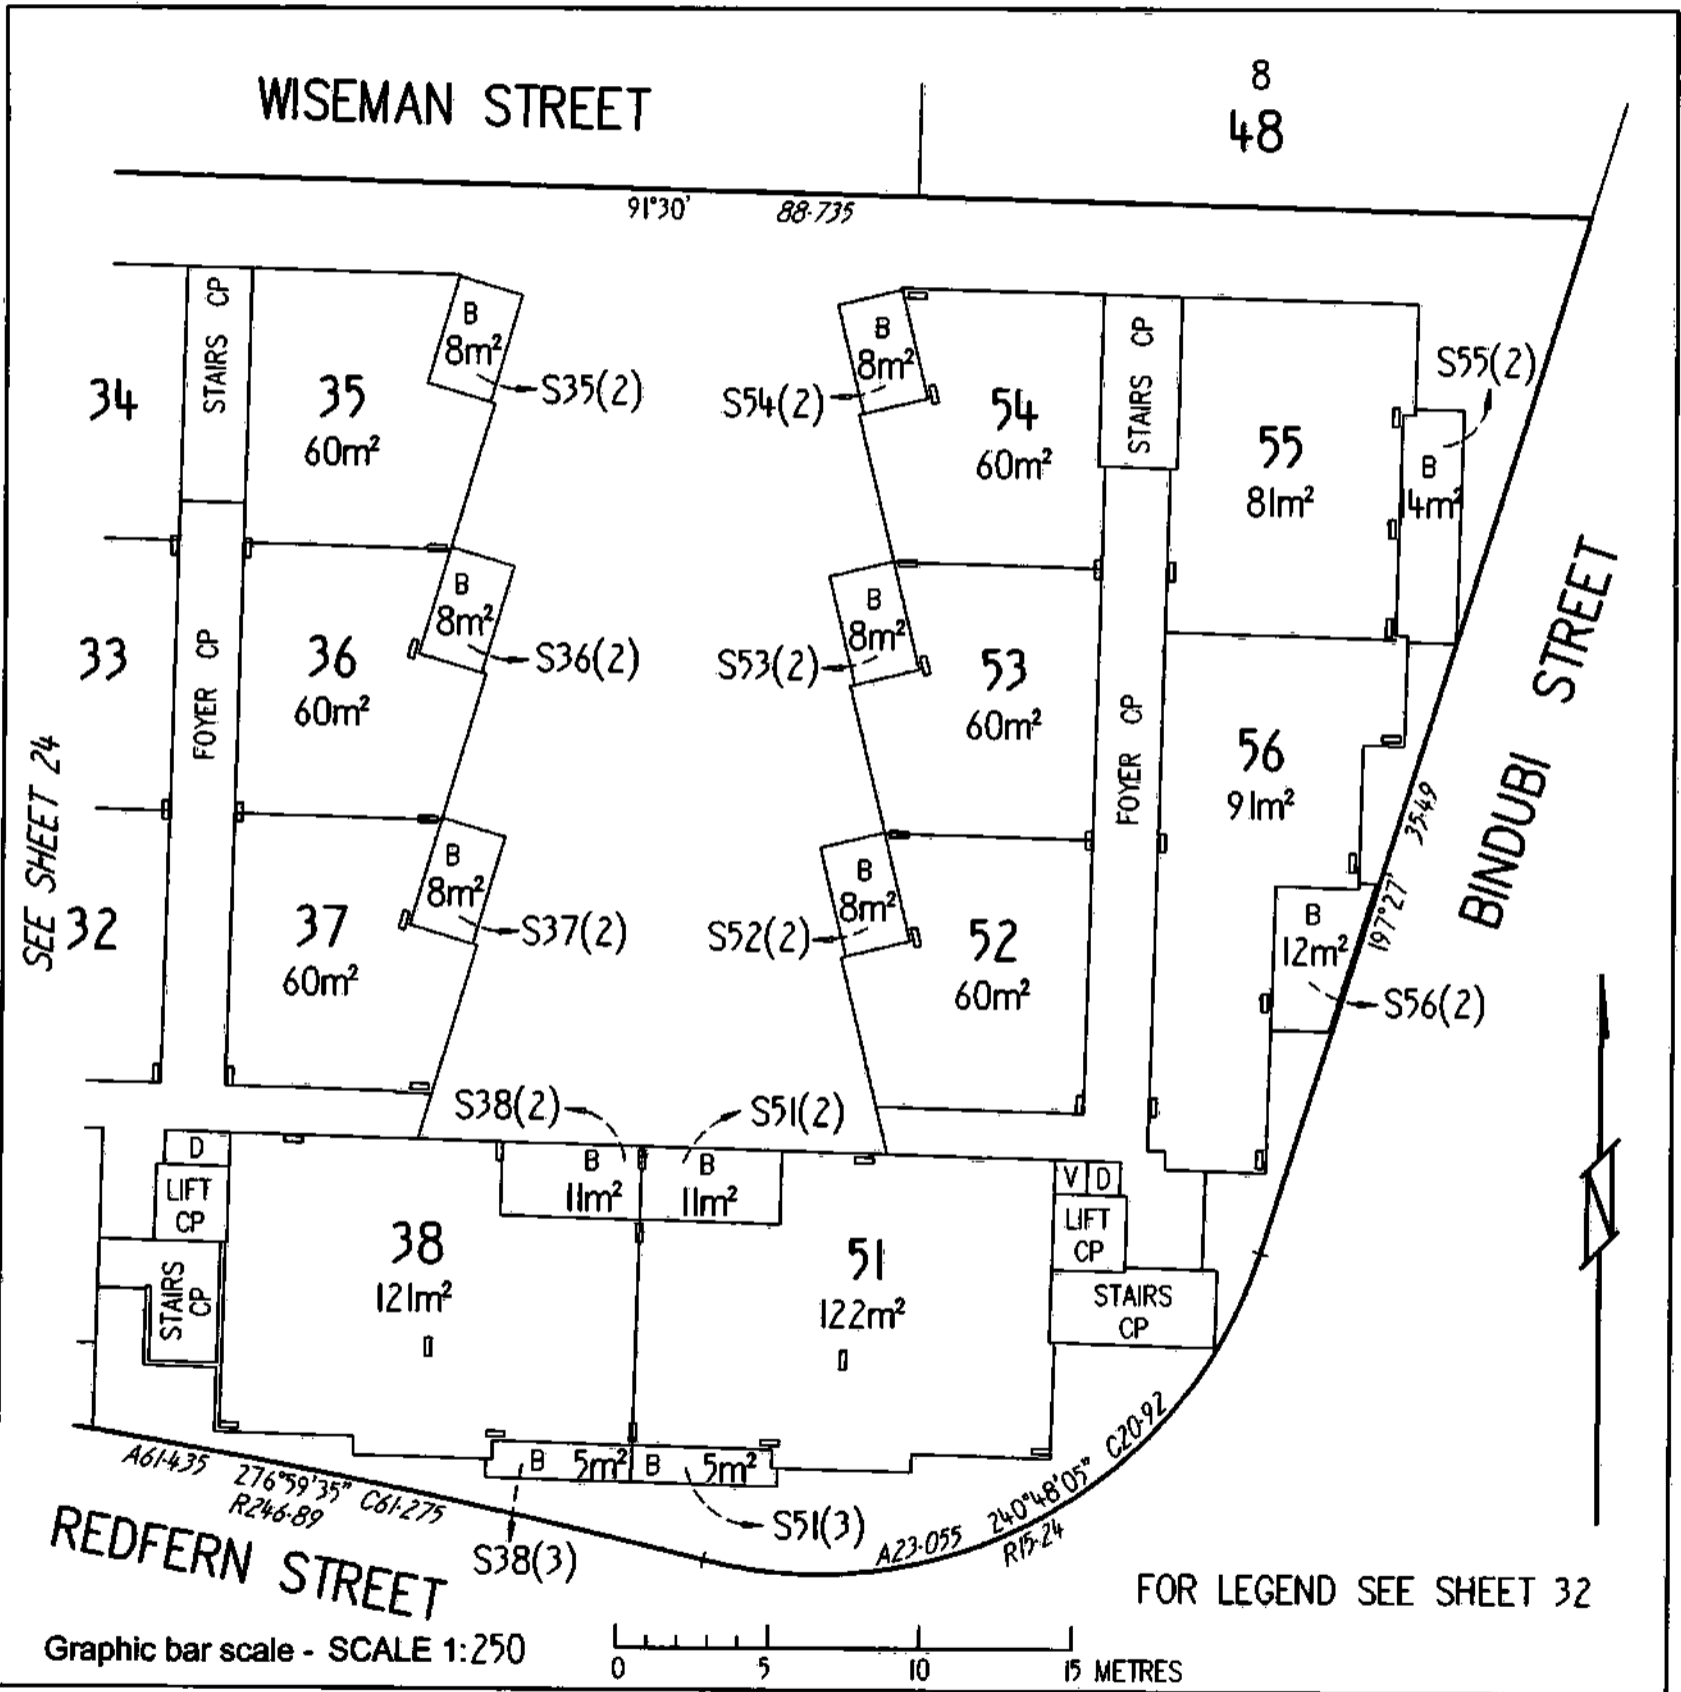 WISEMAN STREET
8
48
91°30' 88·735
STAIRS CP
B
8m²
S35(2)
34
35
60m²
B
8m²
S54(2)
54
60m²
STAIRS CP
55
81m²
S55(2)
B
14m²
BINDUBI STREET
33
FOYER CP
36
60m²
B
8m²
S36(2)
B
8m²
S53(2)
53
60m²
FOYER CP
56
91m²
197°27' 35·49
SEE SHEET 24
32
37
60m²
B
8m²
S37(2)
B
8m²
S52(2)
52
60m²
B
12m²
S56(2)
S38(2)
S51(2)
D
LIFT
CP
STAIRS
CP
B
11m²
B
11m²
38
121m²
51
122m²
V D
LIFT
CP
STAIRS
CP
B 5m²
B 5m²
S38(3)
S51(3)
A61·435 276°59'35" C61·275
R246·89
A23·055 240°48'05" C20·92
R15·24
REDFERN STREET
FOR LEGEND SEE SHEET 32
Graphic bar scale - SCALE 1:250
0 5 10 15 METRES